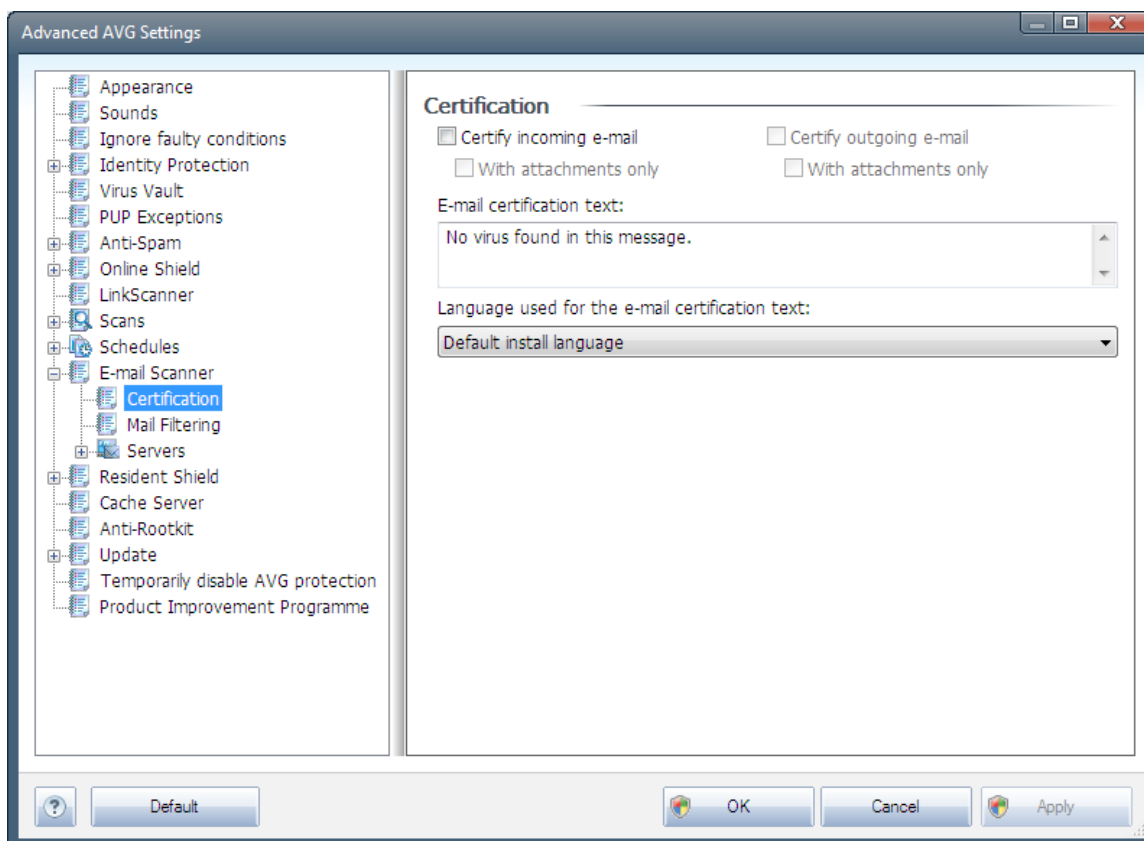 Advanced AVG Settings
Appearance
Sounds
Ignore faulty conditions
Identity Protection
Virus Vault
PUP Exceptions
Anti-Spam
Online Shield
LinkScanner
Scans
Schedules
E-mail Scanner
Certification
Mail Filtering
Servers
Resident Shield
Cache Server
Anti-Rootkit
Update
Temporarily disable AVG protection
Product Improvement Programme
Certification
Certify incoming e-mail
Certify outgoing e-mail
With attachments only
With attachments only
E-mail certification text:
No virus found in this message.
Language used for the e-mail certification text:
Default install language
?
Default
OK
Cancel
Apply